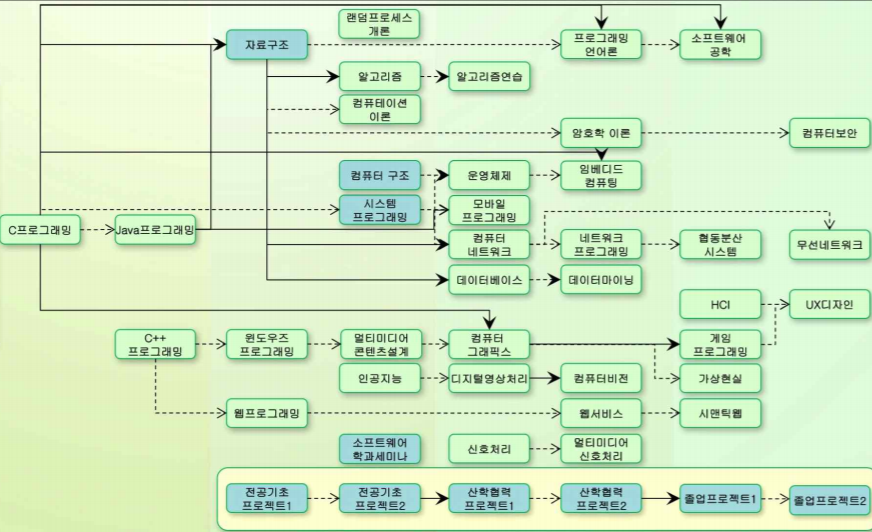 랜덤프로세스
개론
자료구조
프로그래밍
언어론
소프트웨어
공학
알고리즘
알고리즘연습
컴퓨테이션
이론
암호학 이론
컴퓨터보안
컴퓨터 구조
운영체제
임베디드
컴퓨팅
시스템
프로그래밍
모바일
프로그래밍
C프로그래밍
Java프로그래밍
컴퓨터
네트워크
네트워크
프로그래밍
협동분산
시스템
무선네트워크
데이터베이스
데이터마이닝
HCI
UX디자인
C++
프로그래밍
윈도우즈
프로그래밍
멀티미디어
콘텐츠설계
컴퓨터
그래픽스
게임
프로그래밍
인공지능
디지털영상처리
컴퓨터비전
가상현실
웹프로그래밍
웹서비스
시맨틱웹
소프트웨어
학과세미나
신호처리
멀티미디어
신호처리
전공기초
프로젝트1
전공기초
프로젝트2
산학협력
프로젝트1
산학협력
프로젝트2
졸업프로젝트1
졸업프로젝트2